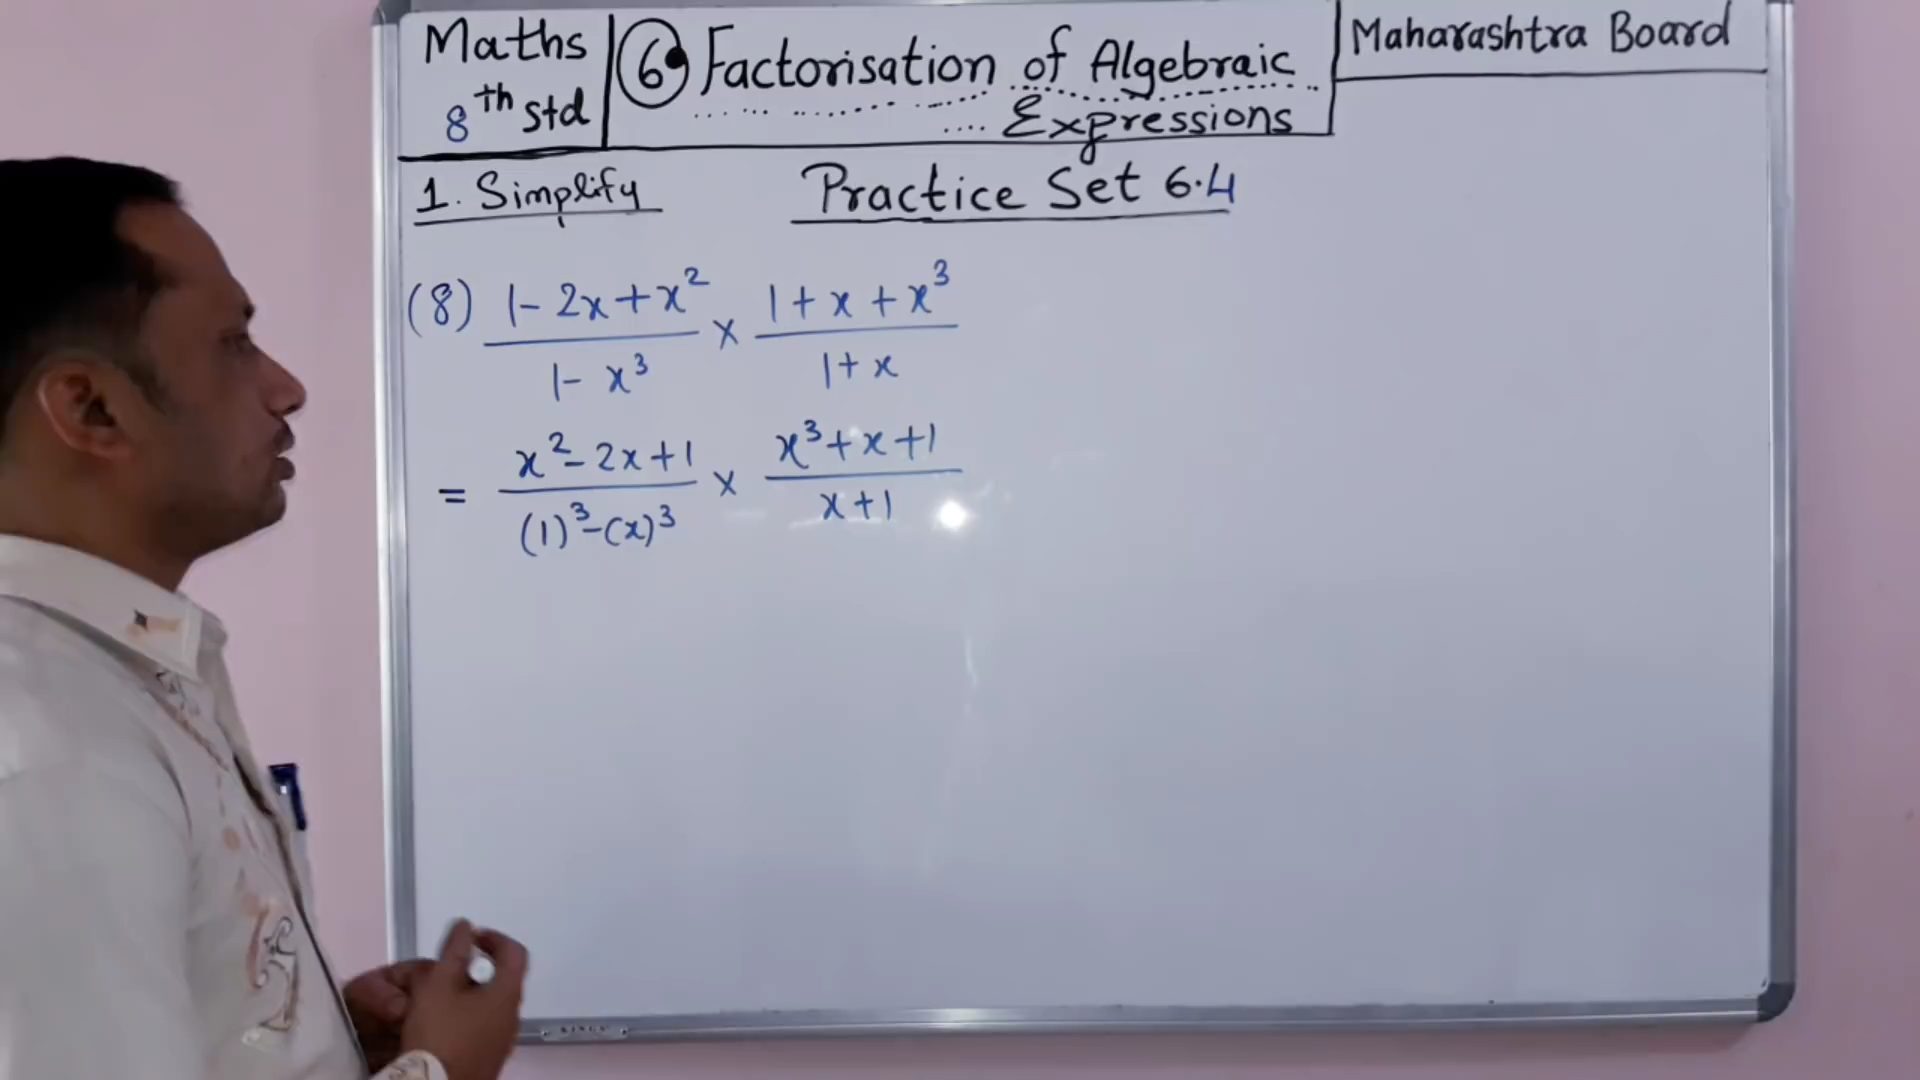 Maths
8th std
6. Factorisation of Algebraic
Expressions
Maharashtra Board
1. Simplify
Practice Set 6.4
(8) 1 - 2x + x² / 1 - x³ × 1 + x + x³ / 1 + x
= x² - 2x + 1 / (1)³ - (x)³ × x³ + x + 1 / x + 1